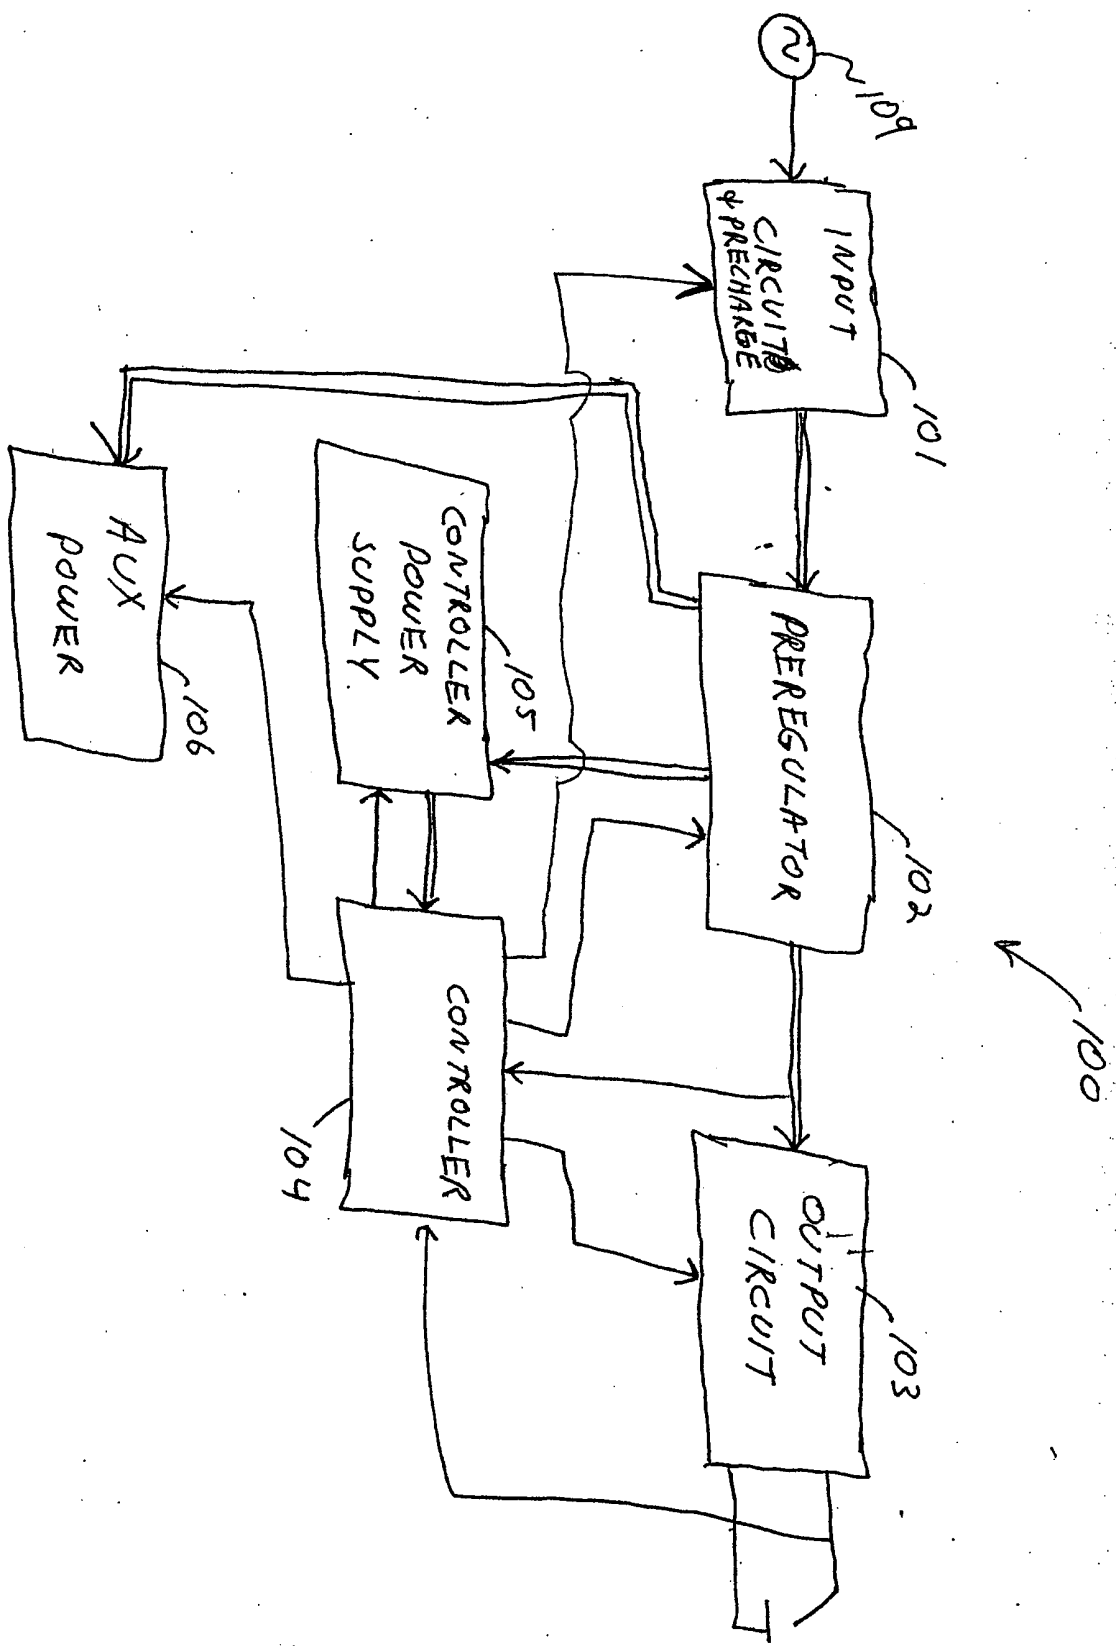 109
INPUT
CIRCUIT
& PRECHARGE
101
PREREGULATOR
102
100
OUTPUT
CIRCUIT
103
CONTROLLER
POWER
SUPPLY
105
CONTROLLER
104
AUX
POWER
106